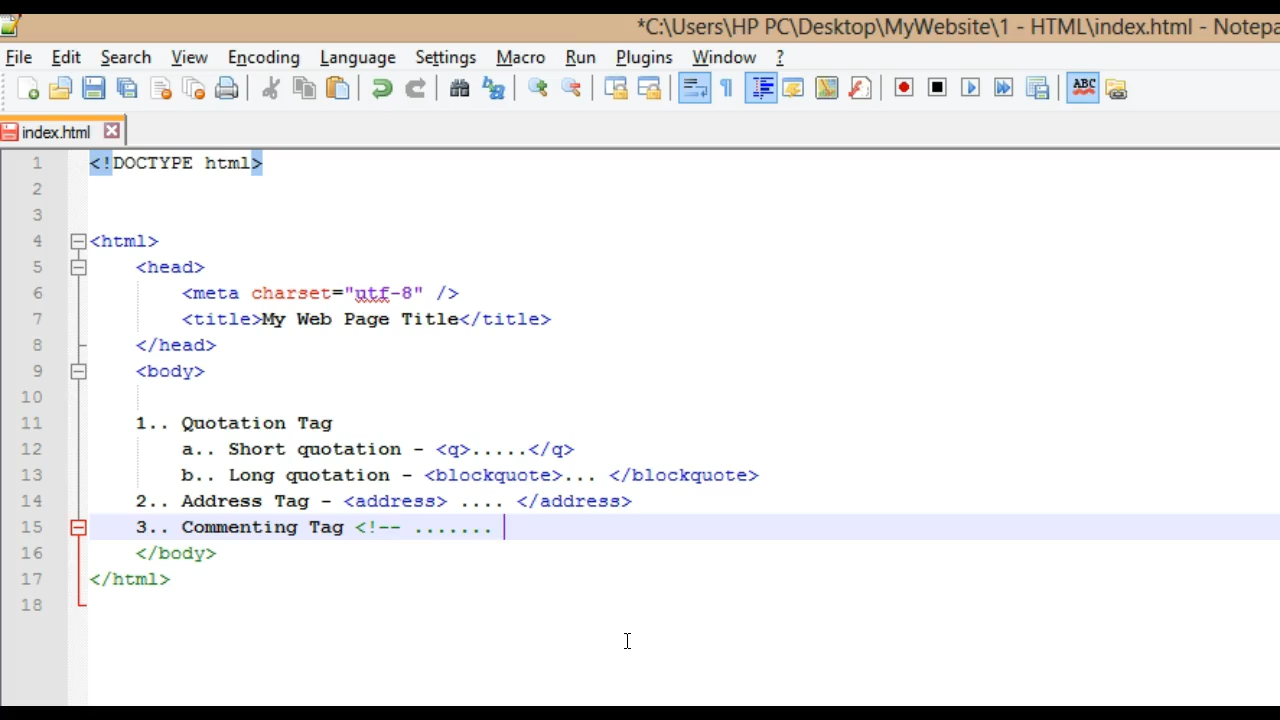 *C:\Users\HP PC\Desktop\MyWebsite\1 - HTML\index.html - Notepa
File Edit Search View Encoding Language Settings Macro Run Plugins Window ?
ABC
index.html
1 <!DOCTYPE html>
2
3
4 <html>
5 <head>
6 <meta charset="utf-8" />
7 <title>My Web Page Title</title>
8 </head>
9 <body>
10
11 1.. Quotation Tag
12 a.. Short quotation - <q>.....</q>
13 b.. Long quotation - <blockquote>... </blockquote>
14 2.. Address Tag - <address> .... </address>
15 3.. Commenting Tag <!-- .......
16 </body>
17 </html>
18